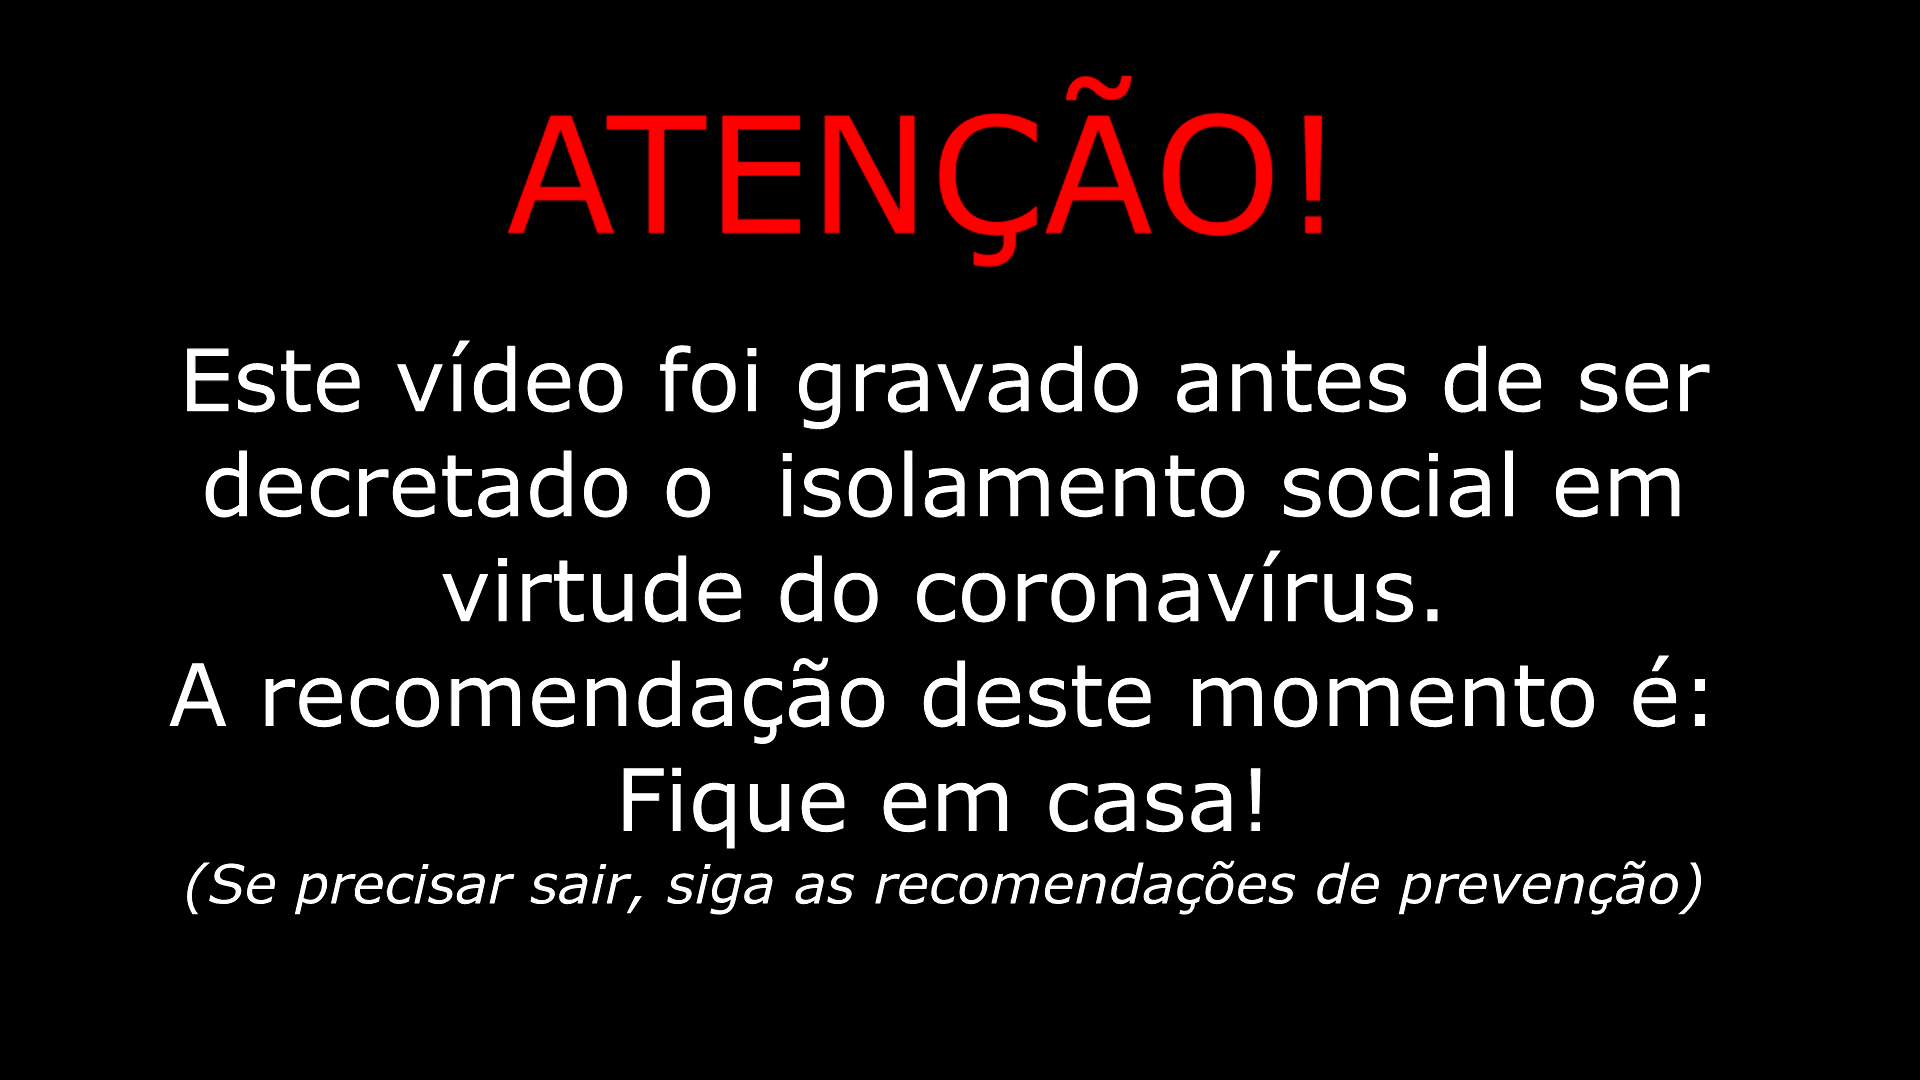 ATENÇÃO!
Este vídeo foi gravado antes de ser
decretado o  isolamento social em
virtude do coronavírus.
A recomendação deste momento é:
Fique em casa!
(Se precisar sair, siga as recomendações de prevenção)